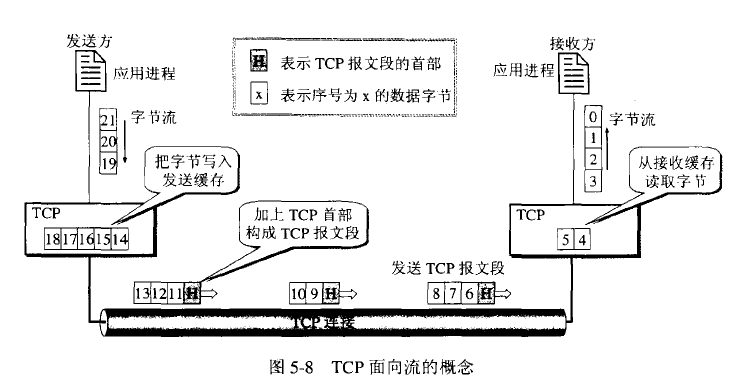 发送方
应用进程
接收方
应用进程
H 表示 TCP 报文段的首部
x 表示序号为 x 的数据字节
21
20
19
字节流
0
1
2
3
字节流
把字节写入
发送缓存
从接收缓存
读取字节
TCP
18 17 16 15 14
加上 TCP 首部
构成 TCP 报文段
TCP
5 4
发送 TCP 报文段
13 12 11 H
10 9 H
8 7 6 H
TCP 连接
图 5-8 TCP 面向流的概念